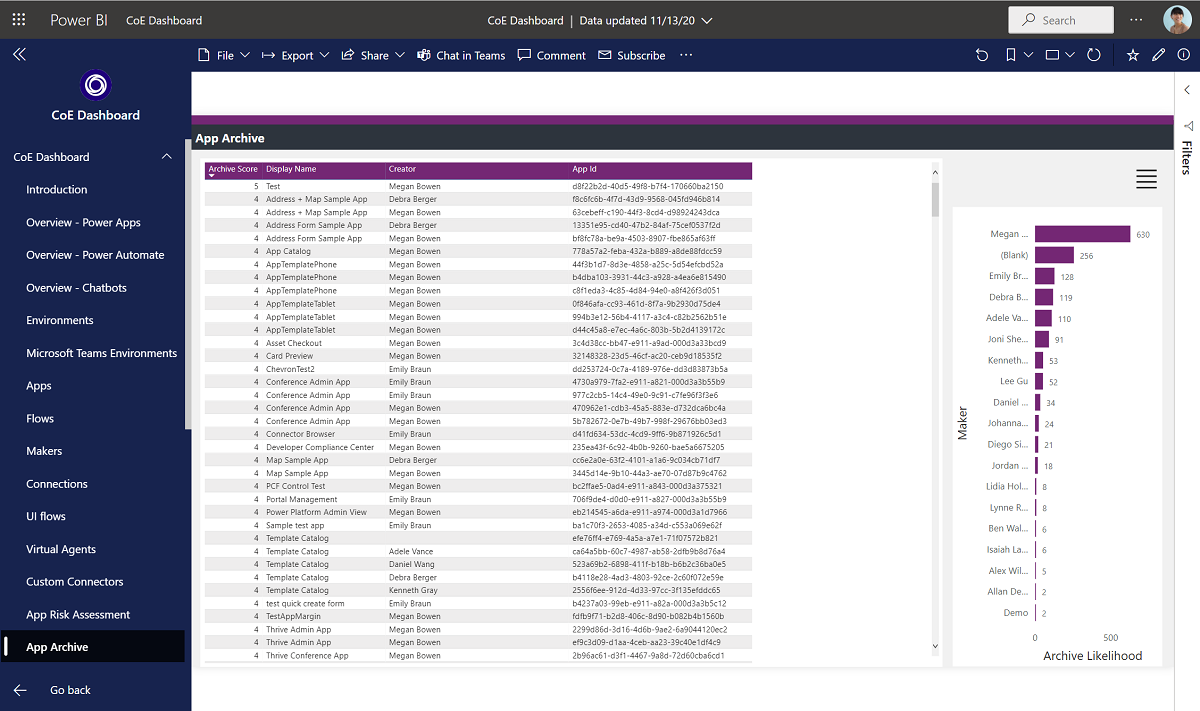 Power BI CoE Dashboard CoE Dashboard | Data updated 11/13/20 Search
File Export Share Chat in Teams Comment Subscribe
CoE Dashboard
CoE Dashboard
Introduction
Overview - Power Apps
Overview - Power Automate
Overview - Chatbots
Environments
Microsoft Teams Environments
Apps
Flows
Makers
Connections
UI flows
Virtual Agents
Custom Connectors
App Risk Assessment
App Archive
Go back
App Archive
Archive Score Display Name Creator App Id
5 Test Megan Bowen d8f22b2d-40d5-49f8-b7f4-170660ba2150
4 Address + Map Sample App Debra Berger f8c6fc6b-4f7d-43d9-9568-045fd946b814
4 Address + Map Sample App Megan Bowen 63cebeff-c190-44f3-8cd4-d98924243dca
4 Address Form Sample App Debra Berger 13351e95-cd40-47b2-84af-75cef0537f2d
4 Address Form Sample App Megan Bowen bf8fc78a-be9a-4503-8907-fbe865af63ff
4 App Catalog Megan Bowen 778a57a2-feba-432a-b889-a8de88fdcc59
4 AppTemplatePhone Megan Bowen 44f3b1d7-8d3e-4858-a25c-5d54efcbd52a
4 AppTemplatePhone Megan Bowen b4dba103-3931-44c3-a928-a4ea6e815490
4 AppTemplatePhone Megan Bowen c8f1eda3-4c85-4d84-94e0-a8f426f3d051
4 AppTemplateTablet Megan Bowen 0f846afa-cc93-461d-8f7a-9b2930d75de4
4 AppTemplateTablet Megan Bowen 994b3e12-56b4-4117-a3c4-c82b2562b51e
4 AppTemplateTablet Megan Bowen d44c45a8-e7ec-4a6c-803b-5b2d4139172c
4 Asset Checkout Megan Bowen 3c4d38cc-bb47-e911-a9ad-000d3a33bcd9
4 Card Preview Megan Bowen 32148328-23d5-46cf-ac20-ceb9d18535f2
4 ChevronTest2 Emily Braun dd253724-0c7a-4189-976e-dd3d83873b5a
4 Conference Admin App Emily Braun 4730a979-7fa2-e911-a821-000d3a3b55b9
4 Conference Admin App Emily Braun 977c2cb5-14c4-49e0-9c91-c7fe96f3f3e6
4 Conference Admin App Megan Bowen 470962e1-cdb3-45a5-883e-d732dca6bc4a
4 Conference Admin App Megan Bowen 5b782672-0e7b-49b7-998f-29676bb03ed3
4 Connector Browser Emily Braun d41fd634-53dc-4cd9-9ff6-9b871926c5d1
4 Developer Compliance Center Megan Bowen 235ea43f-6c92-4b0b-9260-bae5a6675205
4 Map Sample App Debra Berger cc6e2a0e-63f2-4101-a1a6-9c034cb71df7
4 Map Sample App Megan Bowen 3445d14e-9b10-44a3-ae70-07d87b9c4762
4 PCF Control Test Megan Bowen bc2ffae5-0ad4-e911-a843-000d3a375321
4 Portal Management Emily Braun 706f9de4-d0d0-e911-a827-000d3a3b55b9
4 Power Platform Admin View Megan Bowen eb214545-a6da-e911-a974-000d3a1d7966
4 Sample test app Emily Braun ba1c70f3-2653-4085-a34d-c553a069e62f
4 Template Catalog efe76ff4-e769-4a5a-a7e1-71f07572b821
4 Template Catalog Adele Vance ca64a5bb-60c7-4987-ab58-2dfb9b8d76a4
4 Template Catalog Daniel Wang 523a69b2-6898-411f-b18b-b6b2c36ba0e5
4 Template Catalog Debra Berger b4118e28-4ad3-4803-92ce-2c60f072e59e
4 Template Catalog Kenneth Gray 2556f6ee-912d-4d33-97cc-3f135efddc65
4 test quick create form Emily Braun b4237a03-99eb-e911-a82a-000d3a3b5c12
4 TestAppMargin Megan Bowen fdfb9f71-b2d8-406c-8d90-b082b4b1560b
4 Thrive Admin App Megan Bowen 2299d86d-3d16-4d6b-9ae2-6a9044120ec2
4 Thrive Admin App Megan Bowen ef9c3d09-d1aa-4ceb-aa23-39c40e1df4c9
4 Thrive Conference App Megan Bowen 2b96ac61-d3f1-4467-9a8d-72d60cba6cd1
Maker
Megan ... 630
(Blank) 256
Emily Br... 128
Debra B... 119
Adele Va... 110
Joni She... 91
Kenneth... 53
Lee Gu 52
Daniel ... 34
Johanna... 24
Diego Si... 21
Jordan ... 18
Lidia Hol... 8
Lynne R... 8
Ben Wal... 6
Isaiah La... 6
Alex Wil... 5
Allan De... 2
Demo 2
0 500
Archive Likelihood
Filters